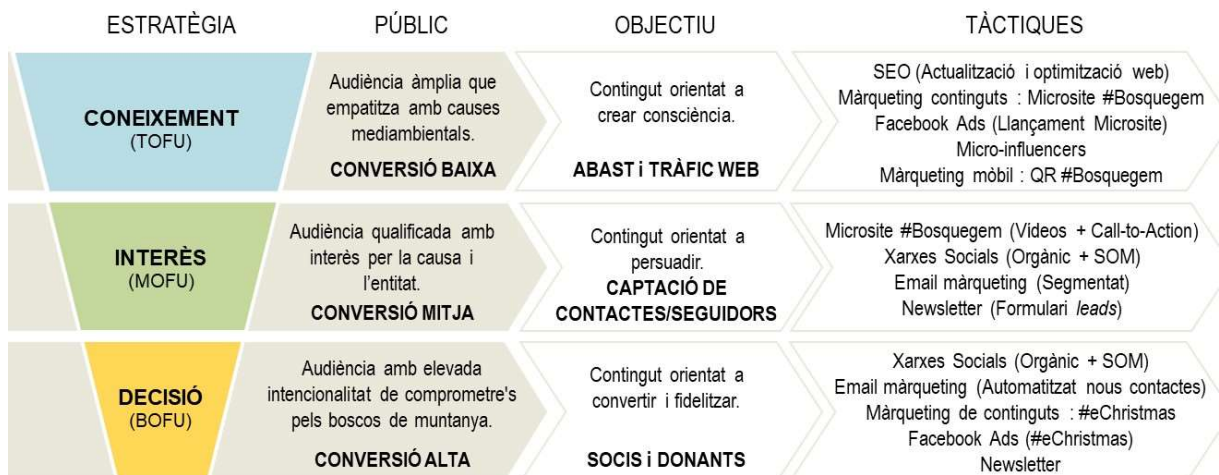 ESTRATÈGIA
PÚBLIC
OBJECTIU
TÀCTIQUES
CONEIXEMENT
(TOFU)
Audiència àmplia que
empatitza amb causes
mediambientals.
CONVERSIÓ BAIXA
Contingut orientat a
crear consciència.
ABAST i TRÀFIC WEB
SEO (Actualització i optimització web)
Màrqueting continguts : Microsite #Bosquegem
Facebook Ads (Llançament Microsite)
Micro-influencers
Màrqueting mòbil : QR #Bosquegem
INTERÈS
(MOFU)
Audiència qualificada amb
interès per la causa i
l'entitat.
CONVERSIÓ MITJA
Contingut orientat a
persuadir.
CAPTACIÓ DE
CONTACTES/SEGUIDORS
Microsite #Bosquegem (Vídeos + Call-to-Action)
Xarxes Socials (Orgànic + SOM)
Email màrqueting (Segmentat)
Newsletter (Formulari leads)
DECISIÓ
(BOFU)
Audiència amb elevada
intencionalitat de comprometre's
pels boscos de muntanya.
CONVERSIÓ ALTA
Contingut orientat a
convertir i fidelitzar.
SOCIS i DONANTS
Xarxes Socials (Orgànic + SOM)
Email màrqueting (Automatitzat nous contactes)
Màrqueting de continguts : #eChristmas
Facebook Ads (#eChristmas)
Newsletter